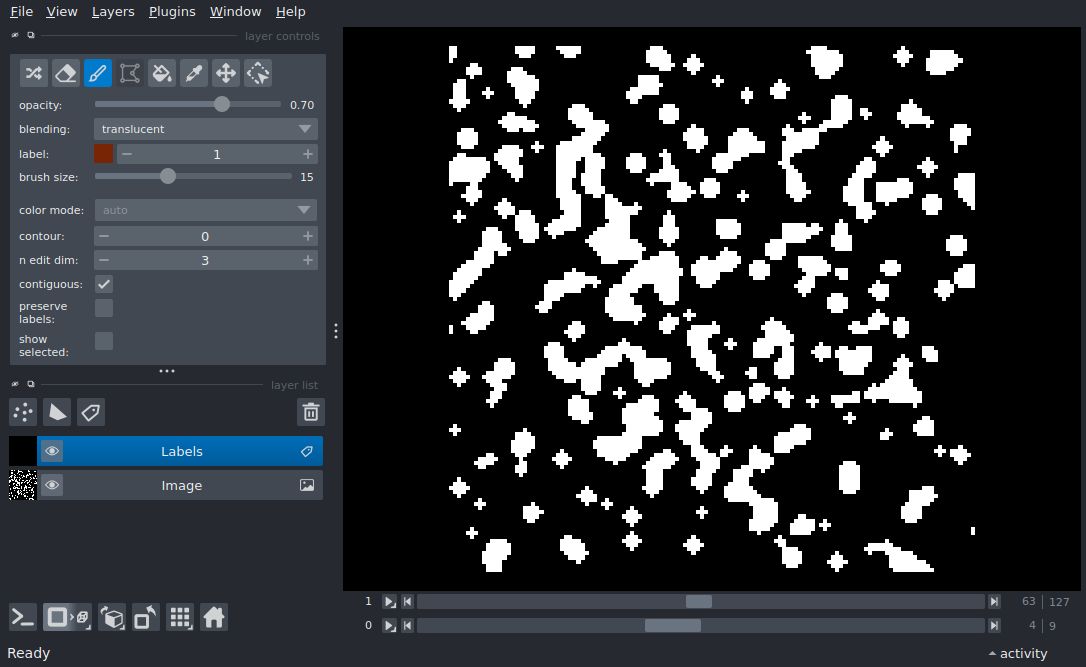 File View Layers Plugins Window Help
layer controls
opacity: 0.70
blending: translucent
label: 1
brush size: 15
color mode: auto
contour: 0
n edit dim: 3
contiguous:
preserve
labels:
show
selected:
layer list
Labels
Image
1 63 127
0 4 9
Ready activity